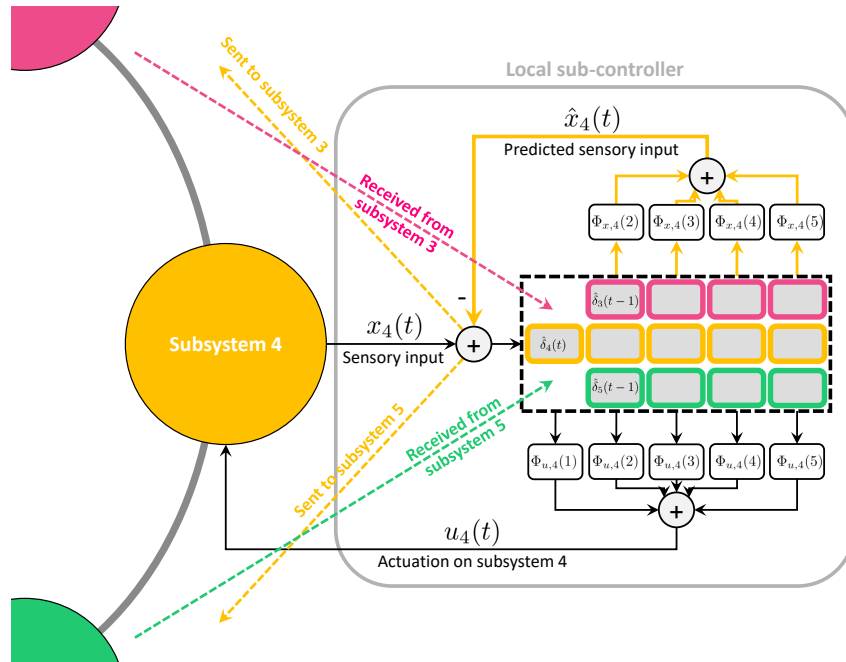 Local sub-controller
Sent to subsystem 3
x̂₄(t)
Predicted sensory input
+
Received from
subsystem 3
Φx,4(2) Φx,4(3) Φx,4(4) Φx,4(5)
-
δ̂₃(t−1)
Subsystem 4
x₄(t)
Sensory input
+
δ̂₄(t)
δ̂₅(t−1)
Received from
subsystem 5
Sent to subsystem 5
Φu,4(1) Φu,4(2) Φu,4(3) Φu,4(4) Φu,4(5)
+
u₄(t)
Actuation on subsystem 4